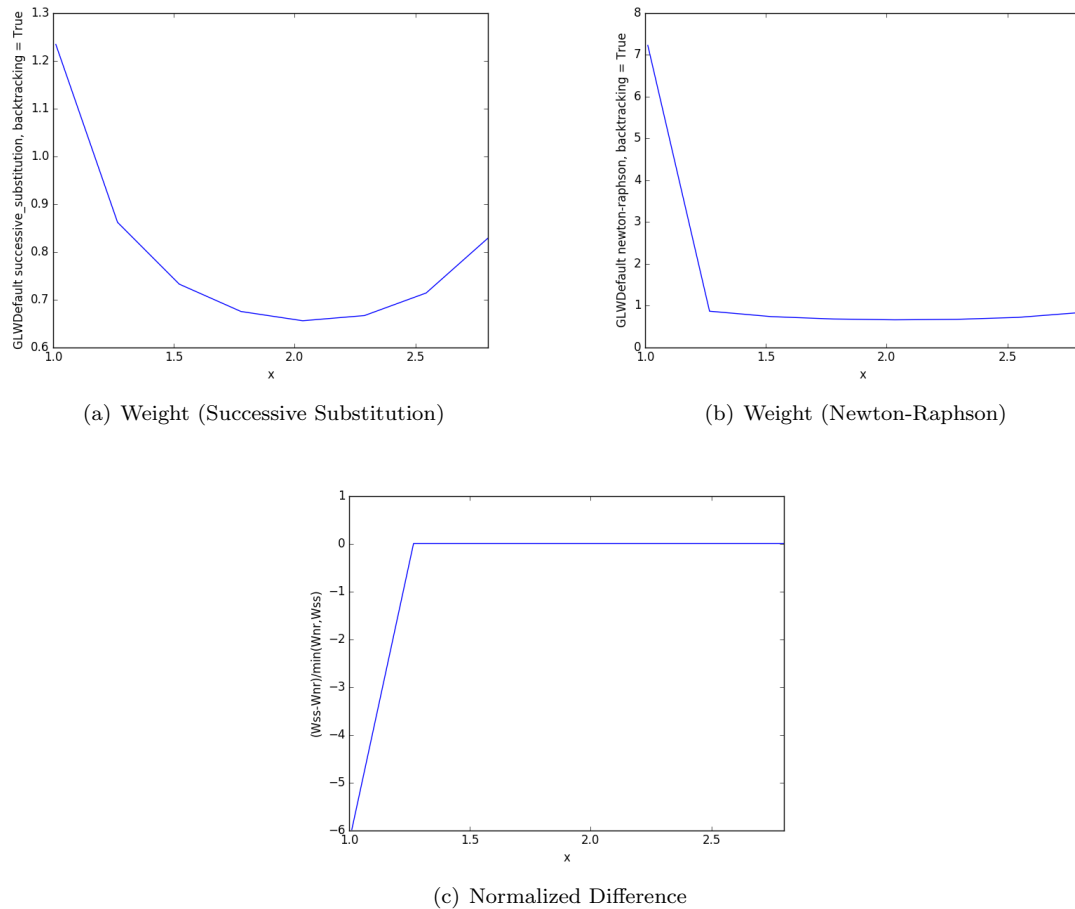 GLWDefault successive_substitution, backtracking = True
1.3
1.2
1.1
1.0
0.9
0.8
0.7
0.6
1.0 1.5 2.0 2.5
x
(a) Weight (Successive Substitution)
GLWDefault newton-raphson, backtracking = True
8
7
6
5
4
3
2
1
0
1.0 1.5 2.0 2.5
x
(b) Weight (Newton-Raphson)
(Wss-Wnr)/min(Wnr,Wss)
1
0
−1
−2
−3
−4
−5
−6
1.0 1.5 2.0 2.5
x
(c) Normalized Difference